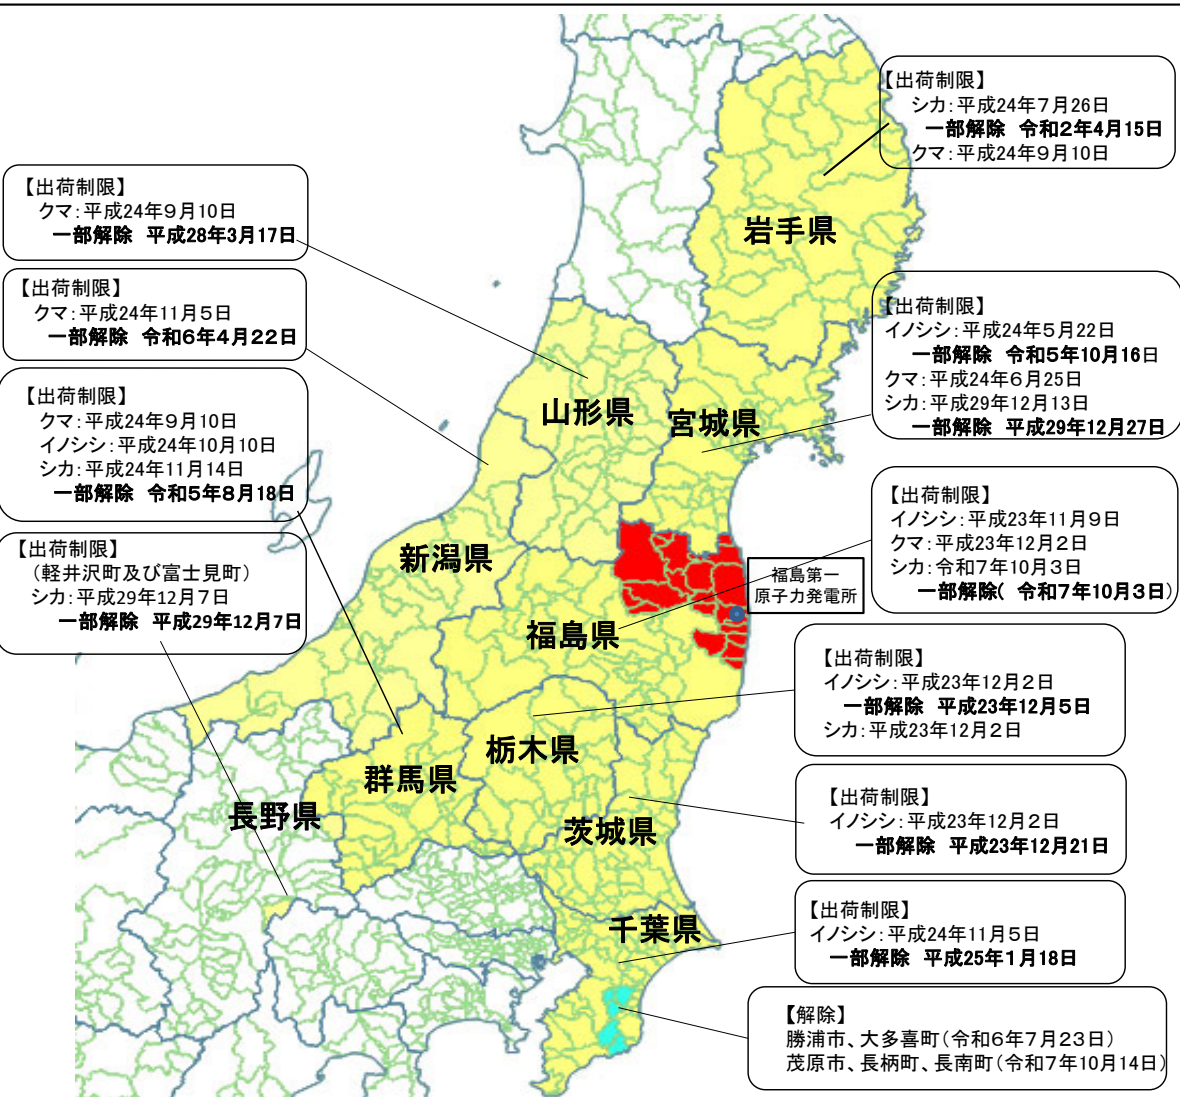 【出荷制限】
シカ：平成24年7月26日
一部解除 令和2年4月15日
クマ：平成24年9月10日
【出荷制限】
クマ：平成24年9月10日
一部解除 平成28年3月17日
岩手県
【出荷制限】
クマ：平成24年11月5日
一部解除 令和6年4月22日
【出荷制限】
イノシシ：平成24年5月22日
一部解除 令和5年10月16日
クマ：平成24年6月25日
シカ：平成29年12月13日
一部解除 平成29年12月27日
【出荷制限】
クマ：平成24年9月10日
イノシシ：平成24年10月10日
シカ：平成24年11月14日
一部解除 令和5年8月18日
山形県
宮城県
【出荷制限】
イノシシ：平成23年11月9日
クマ：平成23年12月2日
シカ：令和7年10月3日
一部解除( 令和7年10月3日)
【出荷制限】
（軽井沢町及び富士見町）
シカ：平成29年12月7日
一部解除 平成29年12月7日
新潟県
福島第一
原子力発電所
福島県
【出荷制限】
イノシシ：平成23年12月2日
一部解除 平成23年12月5日
シカ：平成23年12月2日
栃木県
群馬県
長野県
茨城県
【出荷制限】
イノシシ：平成23年12月2日
一部解除 平成23年12月21日
千葉県
【出荷制限】
イノシシ：平成24年11月5日
一部解除 平成25年1月18日
【解除】
勝浦市、大多喜町(令和6年7月23日)
茂原市、長柄町、長南町(令和7年10月14日)